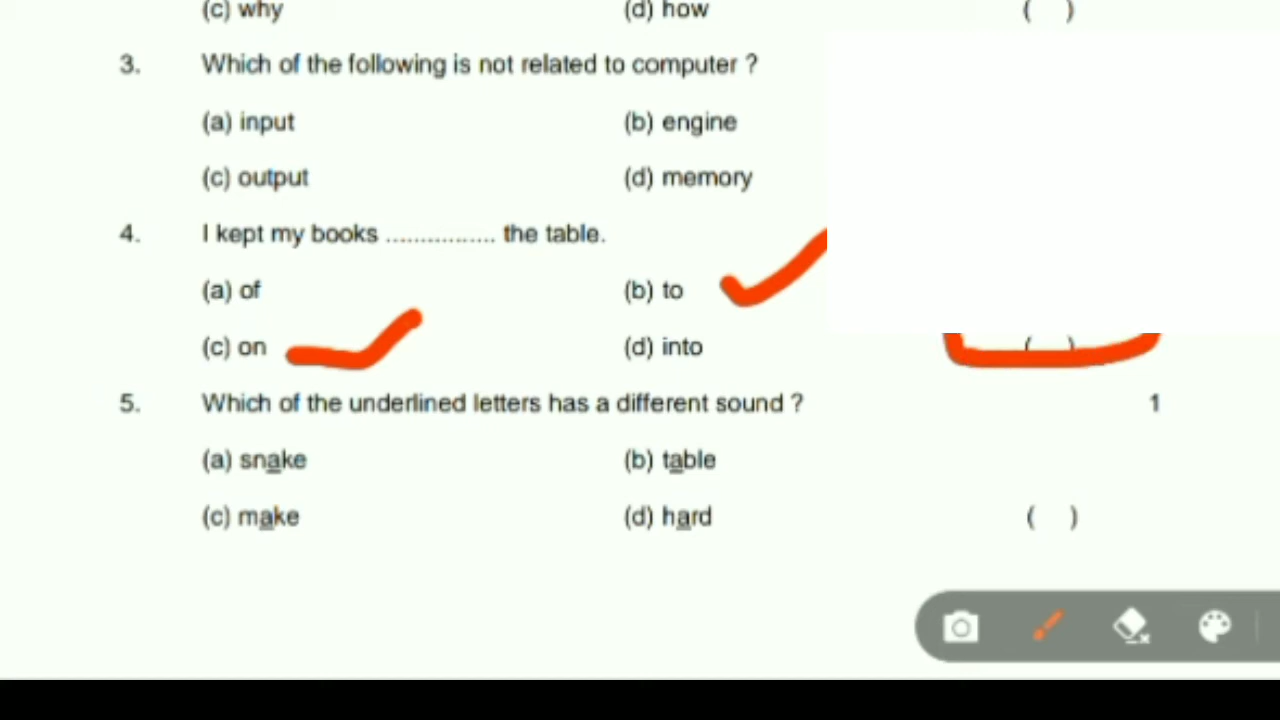 (c) why (d) how ( )
3. Which of the following is not related to computer ?
(a) input (b) engine
(c) output (d) memory
4. I kept my books ................ the table.
(a) of (b) to
(c) on (d) into ( )
5. Which of the underlined letters has a different sound ? 1
(a) snake (b) table
(c) make (d) hard ( )